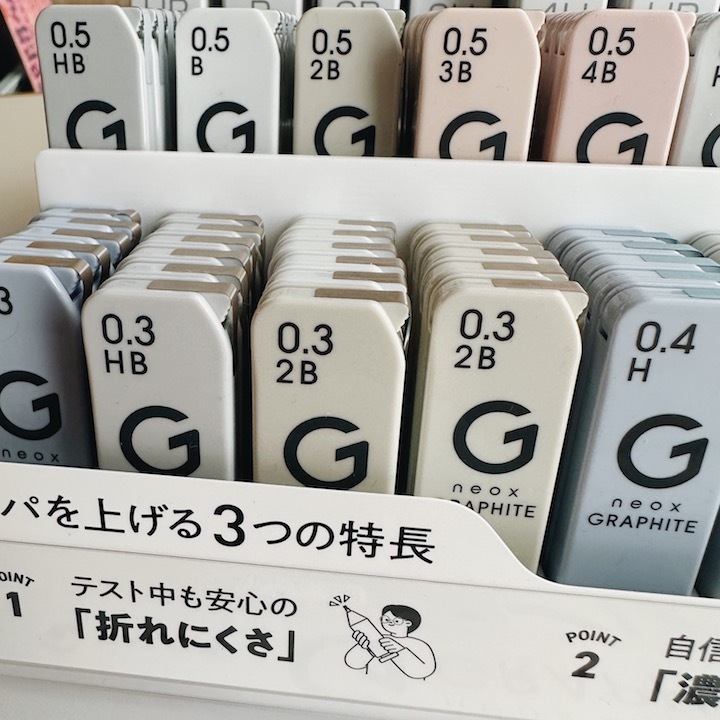 0.5
HB
G
0.5
B
G
0.5
2B
G
0.5
3B
G
0.5
4B
G
G
3
G
neox
0.3
HB
G
0.3
2B
G
0.3
2B
G
neox
GRAPHITE
0.4
H
G
neox
GRAPHITE
パを上げる3つの特長
POINT
1
テスト中も安心の
「折れにくさ」
POINT
2
自信
「濃